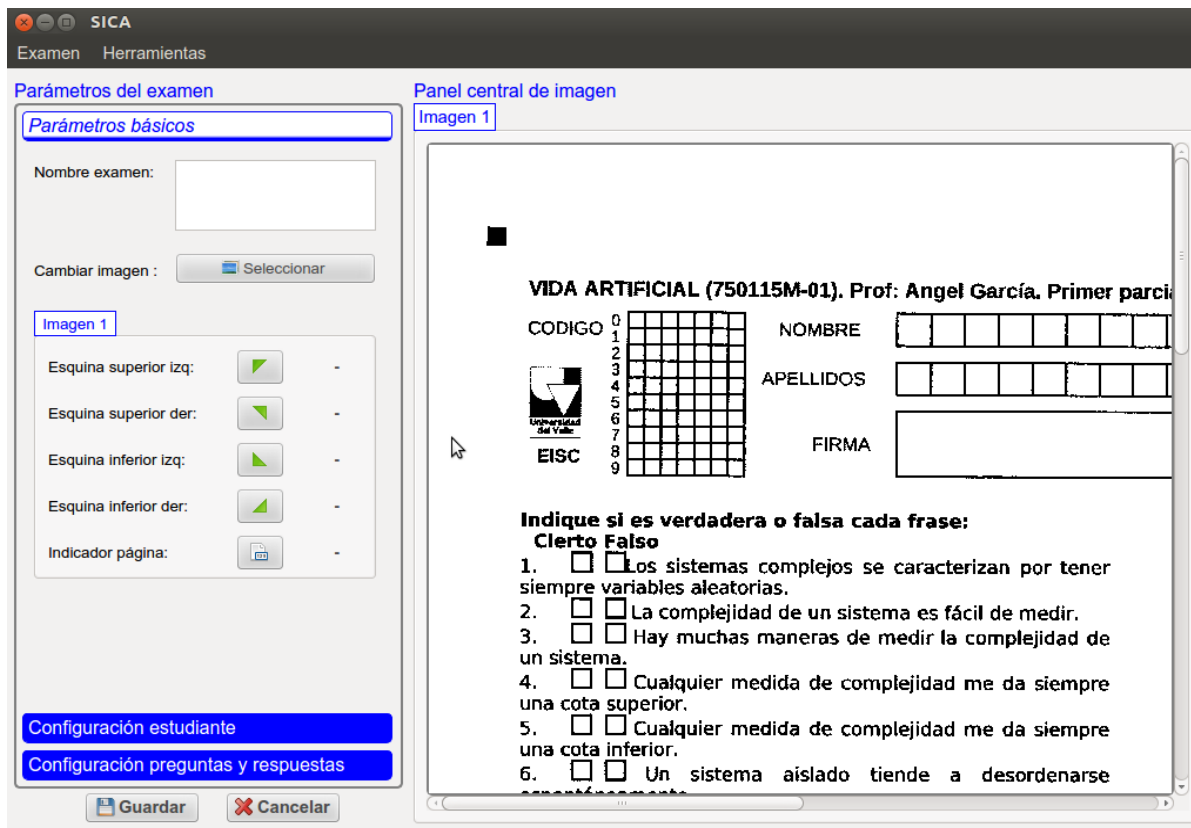 SICA
Examen Herramientas
Parámetros del examen
Parámetros básicos
Nombre examen:
Cambiar imagen :
Seleccionar
Imagen 1
Esquina superior izq:
-
Esquina superior der:
-
Esquina inferior izq:
-
Esquina inferior der:
-
Indicador página:
-
Configuración estudiante
Configuración preguntas y respuestas
Guardar
Cancelar
Panel central de imagen
Imagen 1
VIDA ARTIFICIAL (750115M-01). Prof: Angel García. Primer parcia
CODIGO
0
1
2
3
4
5
6
7
8
9
NOMBRE
APELLIDOS
FIRMA
Universidad
del Valle
EISC
Indique si es verdadera o falsa cada frase:
Cierto Falso
1. Los sistemas complejos se caracterizan por tener
siempre variables aleatorias.
2. La complejidad de un sistema es fácil de medir.
3. Hay muchas maneras de medir la complejidad de
un sistema.
4. Cualquier medida de complejidad me da siempre
una cota superior.
5. Cualquier medida de complejidad me da siempre
una cota inferior.
6. Un sistema aislado tiende a desordenarse